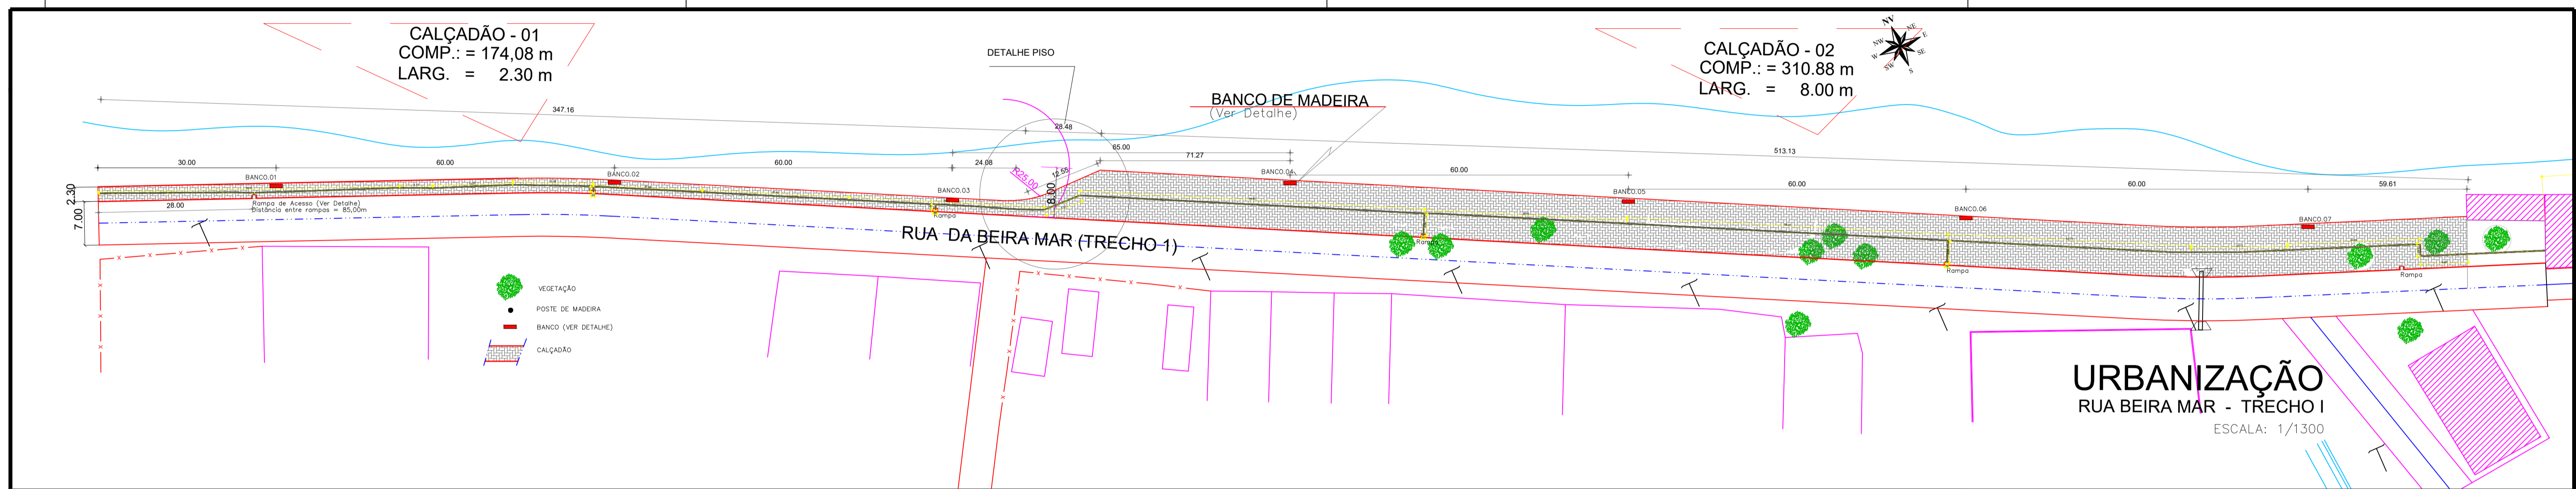 CALÇADÃO - 01
COMP.: = 174,08 m
LARG. = 2.30 m
DETALHE PISO
CALÇADÃO - 02
COMP.: = 310.88 m
LARG. = 8.00 m
NV
NE
E
SE
S
SW
W
NW
BANCO DE MADEIRA
(Ver Detalhe)
347.16
28.48
65.00
71.27
513.13
30.00
60.00
60.00
24.08
12.55
R25.00
8.00
60.00
60.00
60.00
59.61
BANCO.01
BANCO.02
BANCO.03
BANCO.04
BANCO.05
BANCO.06
BANCO.07
2.30
7.00
28.00
Rampa de Acesso (Ver Detalhe)
Distância entre rampas = 85,00m
Rampa
Rampa
Rampa
Rampa
RUA DA BEIRA MAR (TRECHO 1)
VEGETAÇÃO
POSTE DE MADEIRA
BANCO (VER DETALHE)
CALÇADÃO
URBANIZAÇÃO
RUA BEIRA MAR - TRECHO I
ESCALA: 1/1300